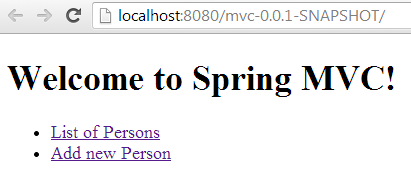 localhost:8080/mvc-0.0.1-SNAPSHOT/
Welcome to Spring MVC!
List of Persons
Add new Person